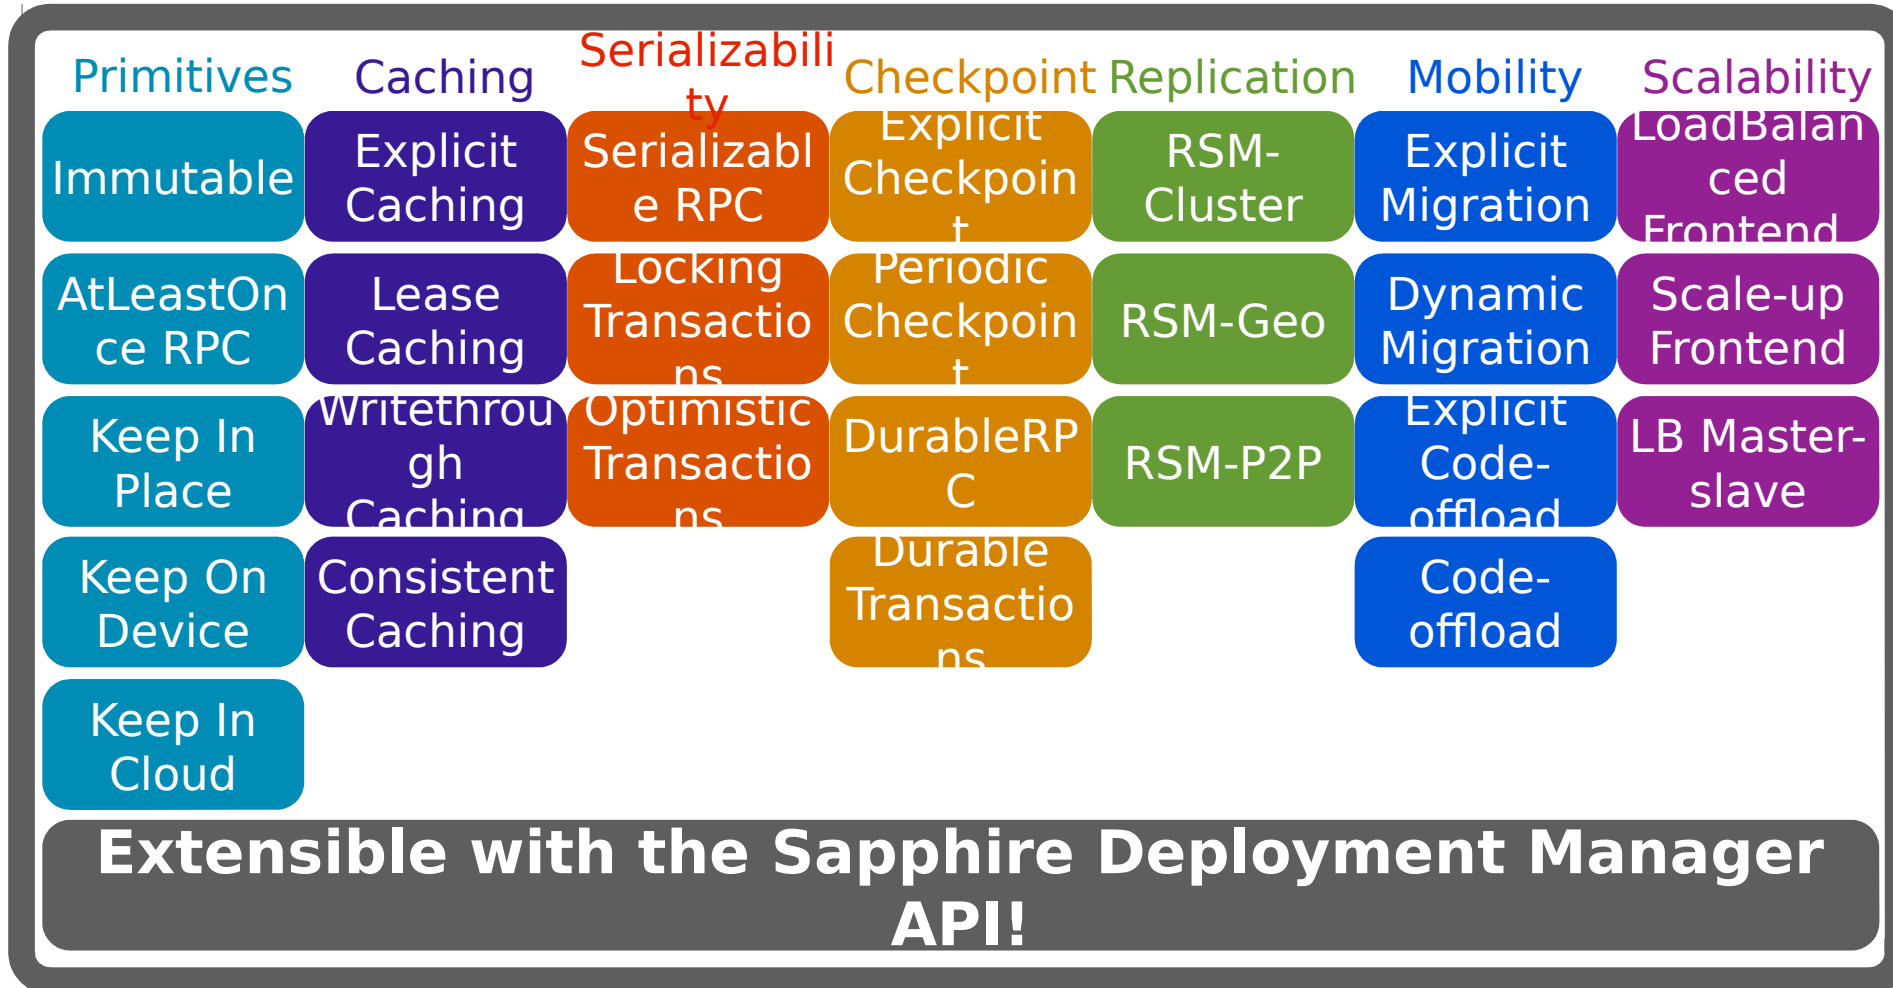 Primitives
Immutable
AtLeastOn
ce RPC
Keep In
Place
Keep On
Device
Keep In
Cloud
Caching
Explicit
Caching
Lease
Caching
Writethrou
gh
Caching
Consistent
Caching
Serializabili
ty
Serializabl
e RPC
Locking
Transactio
ns
Optimistic
Transactio
ns
Checkpoint
Explicit
Checkpoin
t
Periodic
Checkpoin
t
DurableRP
C
Durable
Transactio
ns
Replication
RSM-
Cluster
RSM-Geo
RSM-P2P
Mobility
Explicit
Migration
Dynamic
Migration
Explicit
Code-
offload
Code-
offload
Scalability
LoadBalan
ced
Frontend
Scale-up
Frontend
LB Master-
slave
Extensible with the Sapphire Deployment Manager
API!